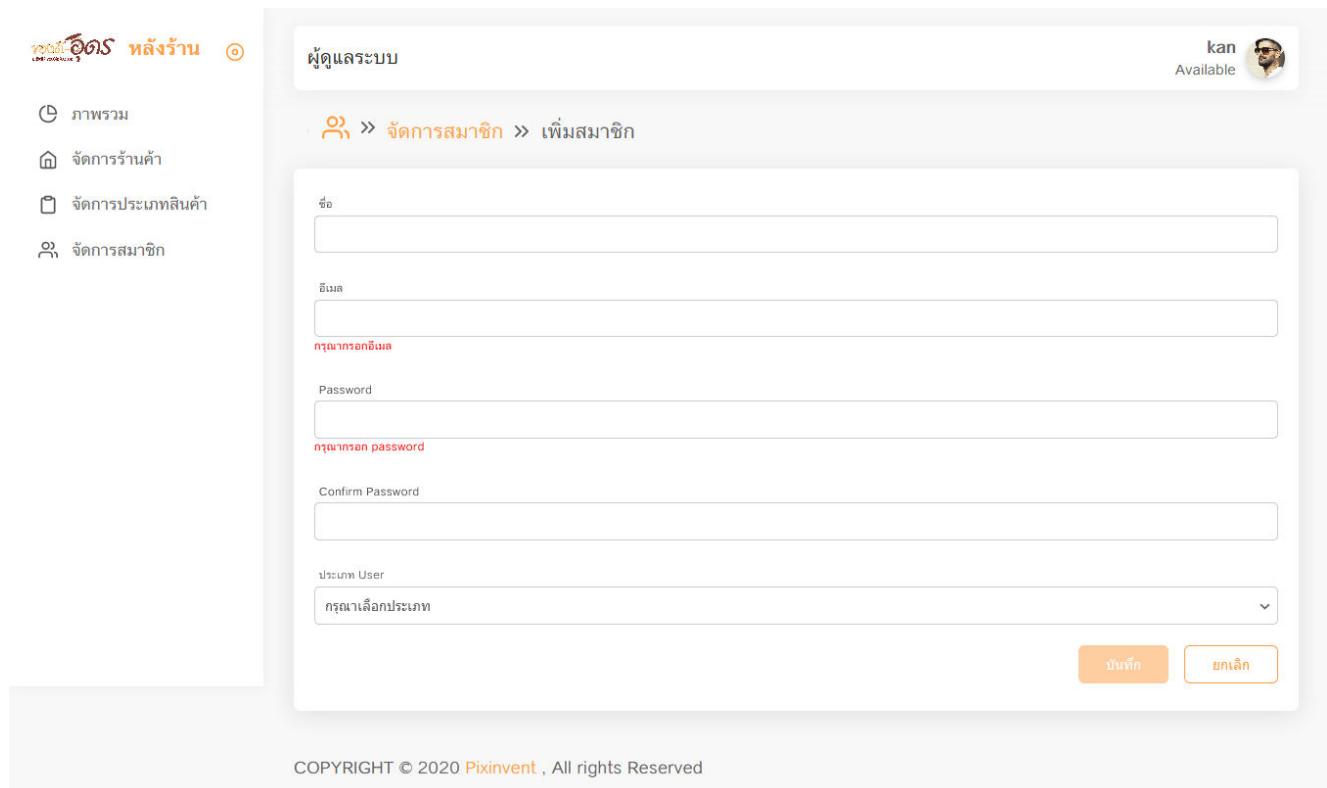 ของดีอุดร หลังร้าน
ผู้ดูแลระบบ
kan
Available
ภาพรวม
จัดการร้านค้า
จัดการประเภทสินค้า
จัดการสมาชิก
จัดการสมาชิก » เพิ่มสมาชิก
ชื่อ
อีเมล
กรุณากรอกอีเมล
Password
กรุณากรอก password
Confirm Password
ประเภท User
กรุณาเลือกประเภท
บันทึก
ยกเลิก
COPYRIGHT © 2020 Pixinvent , All rights Reserved